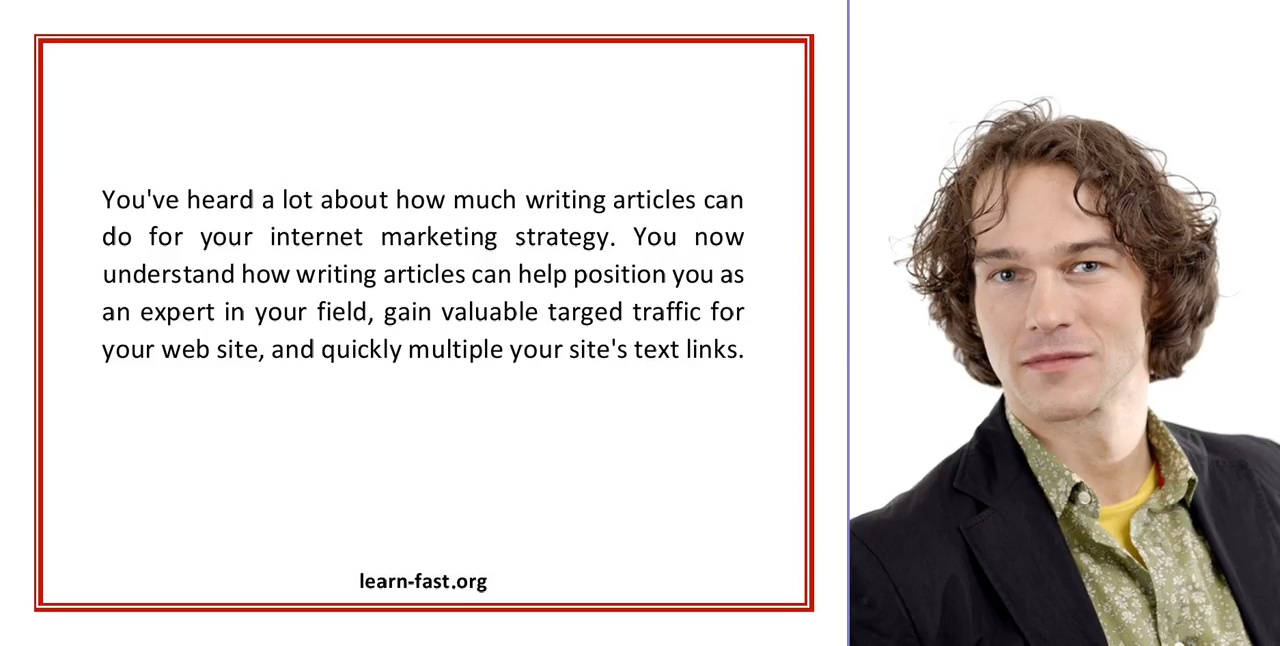 You've heard a lot about how much writing articles can
do for your internet marketing strategy. You now
understand how writing articles can help position you as
an expert in your field, gain valuable targed traffic for
your web site, and quickly multiple your site's text links.
learn-fast.org